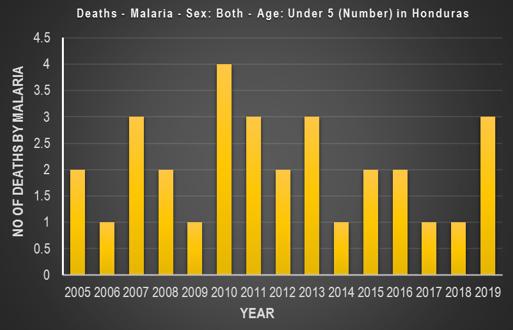 Deaths - Malaria - Sex: Both - Age: Under 5 (Number) in Honduras
NO OF DEATHS BY MALARIA
4.5
4
3.5
3
2.5
2
1.5
1
0.5
0
2005 2006 2007 2008 2009 2010 2011 2012 2013 2014 2015 2016 2017 2018 2019
YEAR